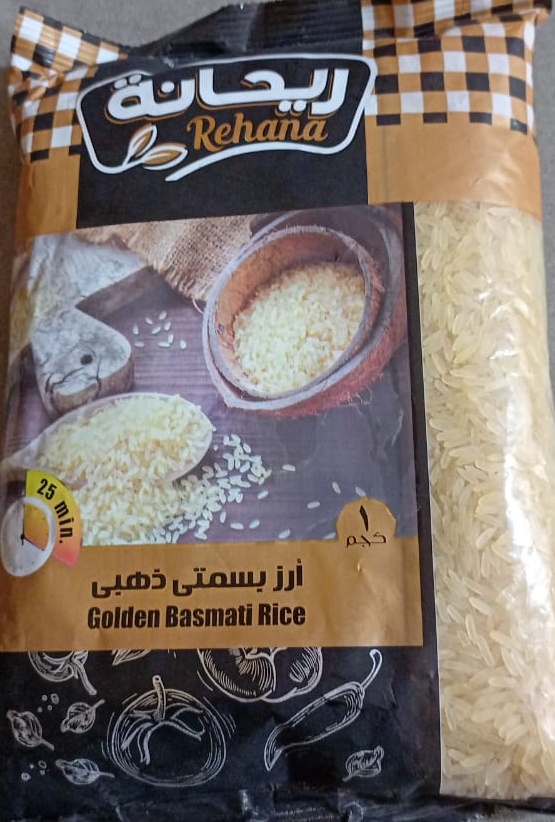 ريحانة
Rehana
25 min.
١
كجم
أرز بسمتى ذهبى
Golden Basmati Rice